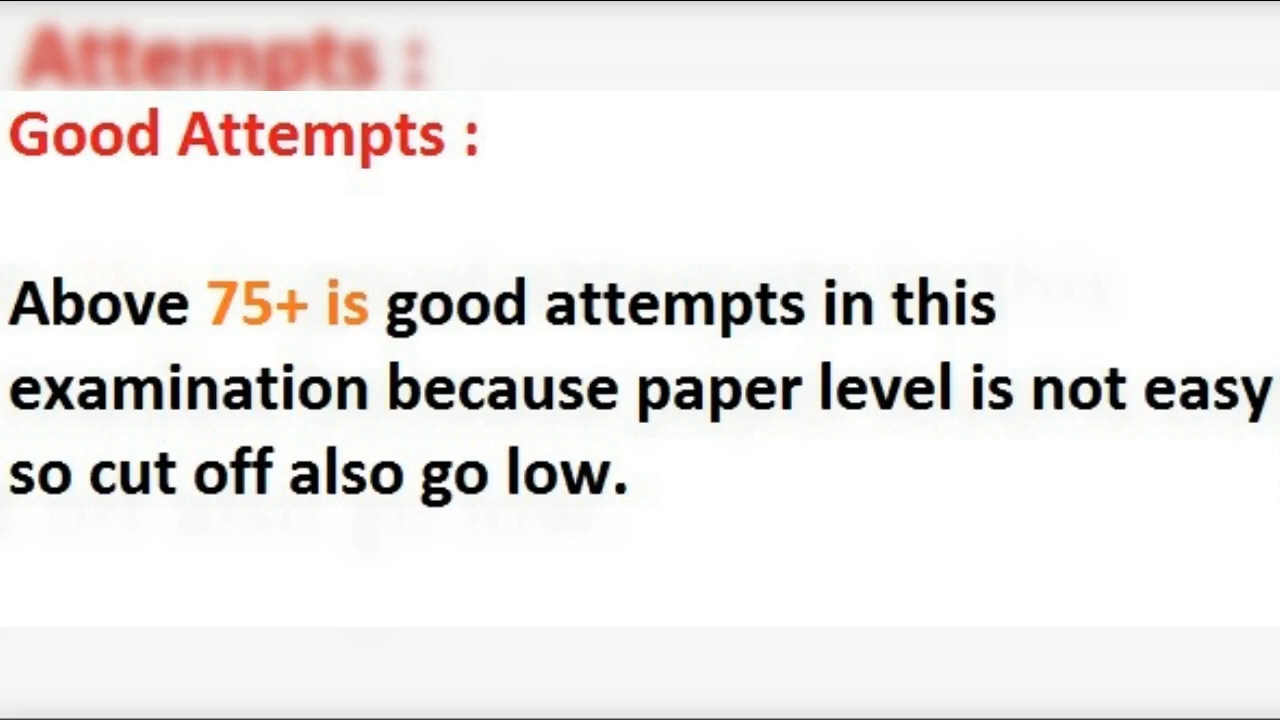 Attempts :
Good Attempts :
Above 75+ is good attempts in this
examination because paper level is not easy
so cut off also go low.